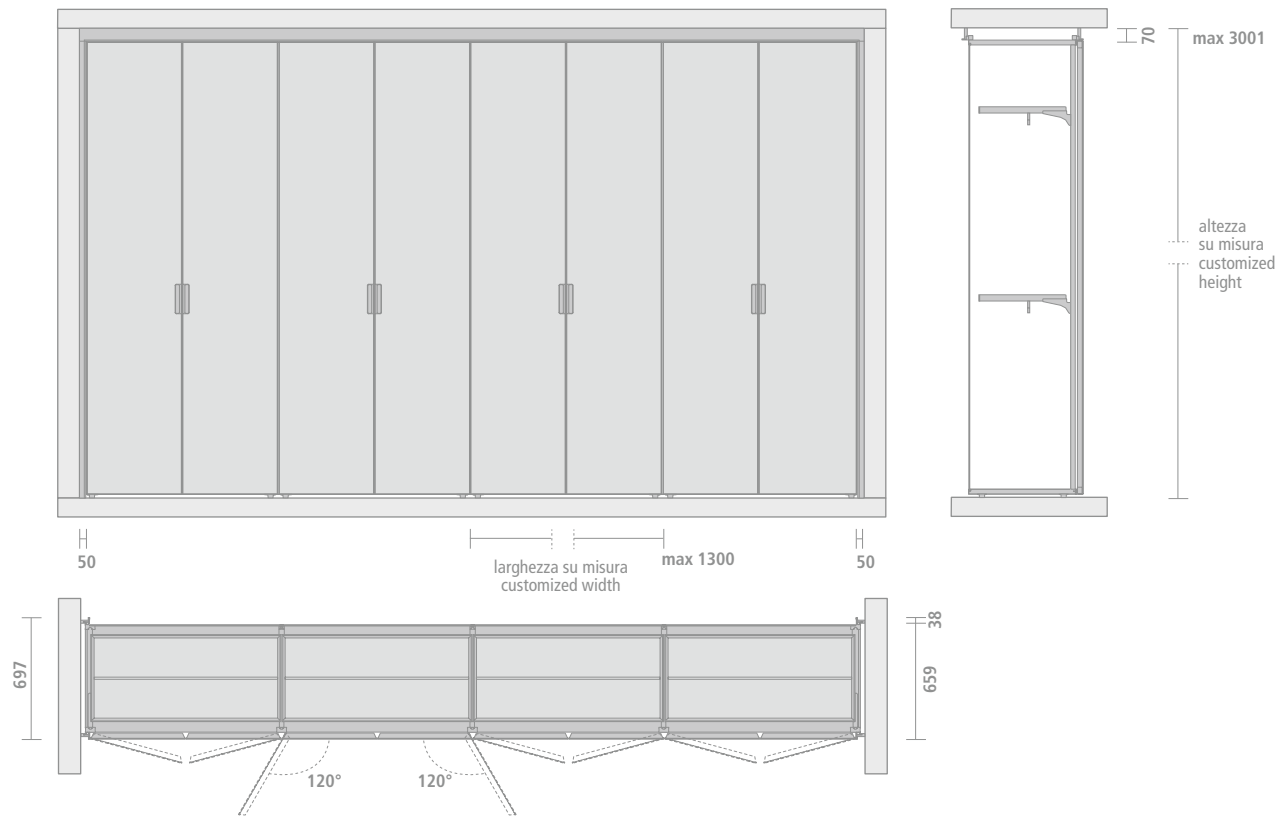 70
max 3001
altezza
su misura
customized
height
50
larghezza su misura
customized width
max 1300
50
697
38
659
120°
120°